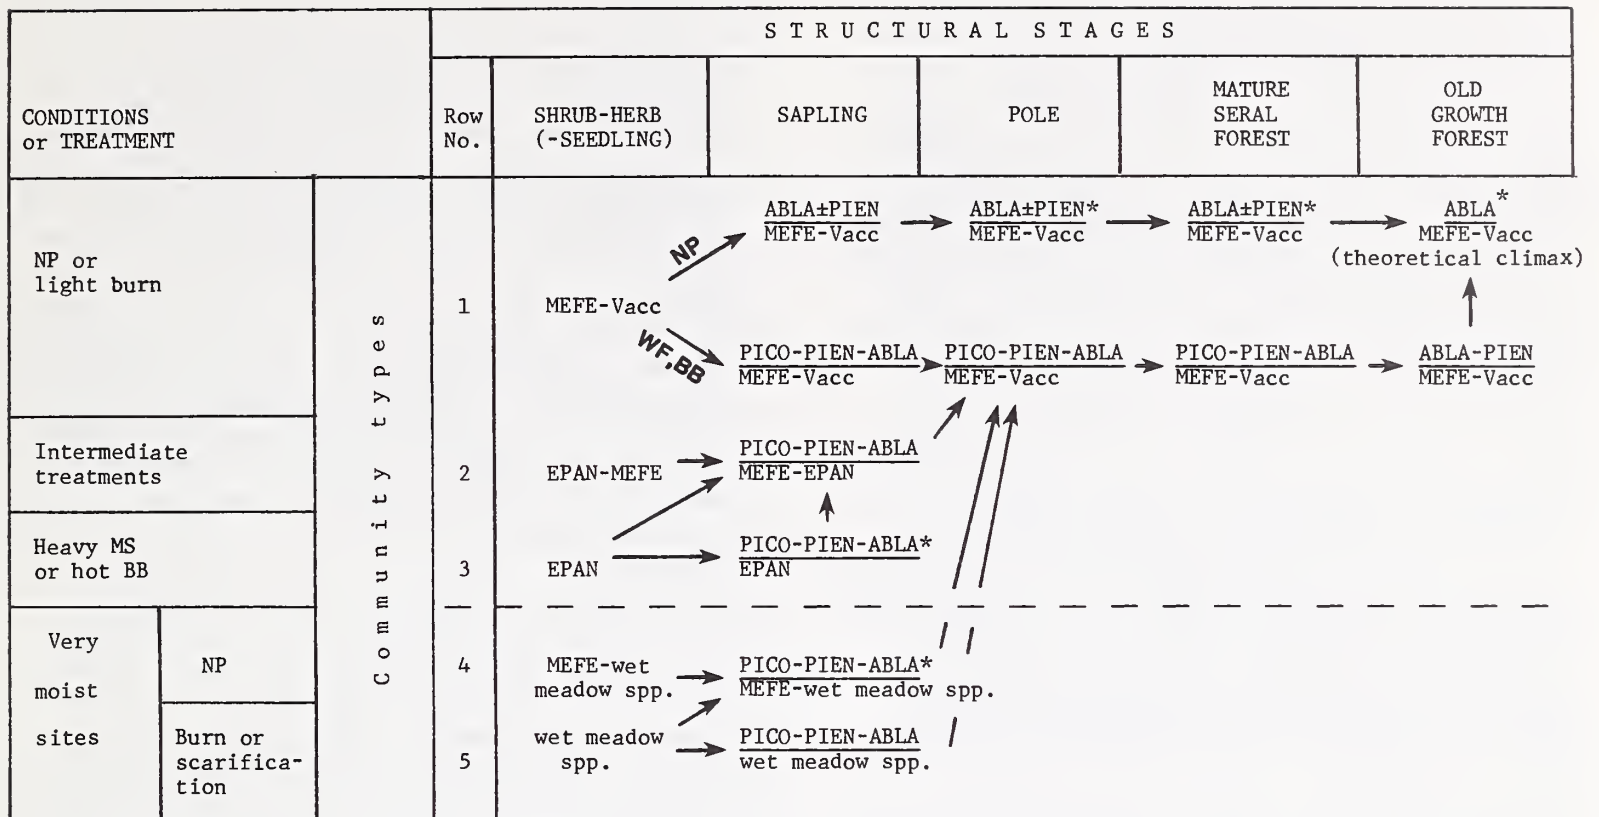 STRUCTURAL STAGES
CONDITIONS
or TREATMENT
Row
No.
SHRUB-HERB
(-SEEDLING)
SAPLING
POLE
MATURE
SERAL
FOREST
OLD
GROWTH
FOREST
Community types
NP or
light burn
1
MEFE-Vacc
NP
WF,BB
ABLA±PIEN
MEFE-Vacc
ABLA±PIEN*
MEFE-Vacc
ABLA±PIEN*
MEFE-Vacc
ABLA*
MEFE-Vacc
(theoretical climax)
PICO-PIEN-ABLA
MEFE-Vacc
PICO-PIEN-ABLA
MEFE-Vacc
PICO-PIEN-ABLA
MEFE-Vacc
ABLA-PIEN
MEFE-Vacc
Intermediate
treatments
2
EPAN-MEFE
PICO-PIEN-ABLA
MEFE-EPAN
Heavy MS
or hot BB
3
EPAN
PICO-PIEN-ABLA*
EPAN
Very
moist
sites
NP
4
MEFE-wet
meadow spp.
PICO-PIEN-ABLA*
MEFE-wet meadow spp.
Burn or
scarifica-
tion
5
wet meadow
spp.
PICO-PIEN-ABLA
wet meadow spp.